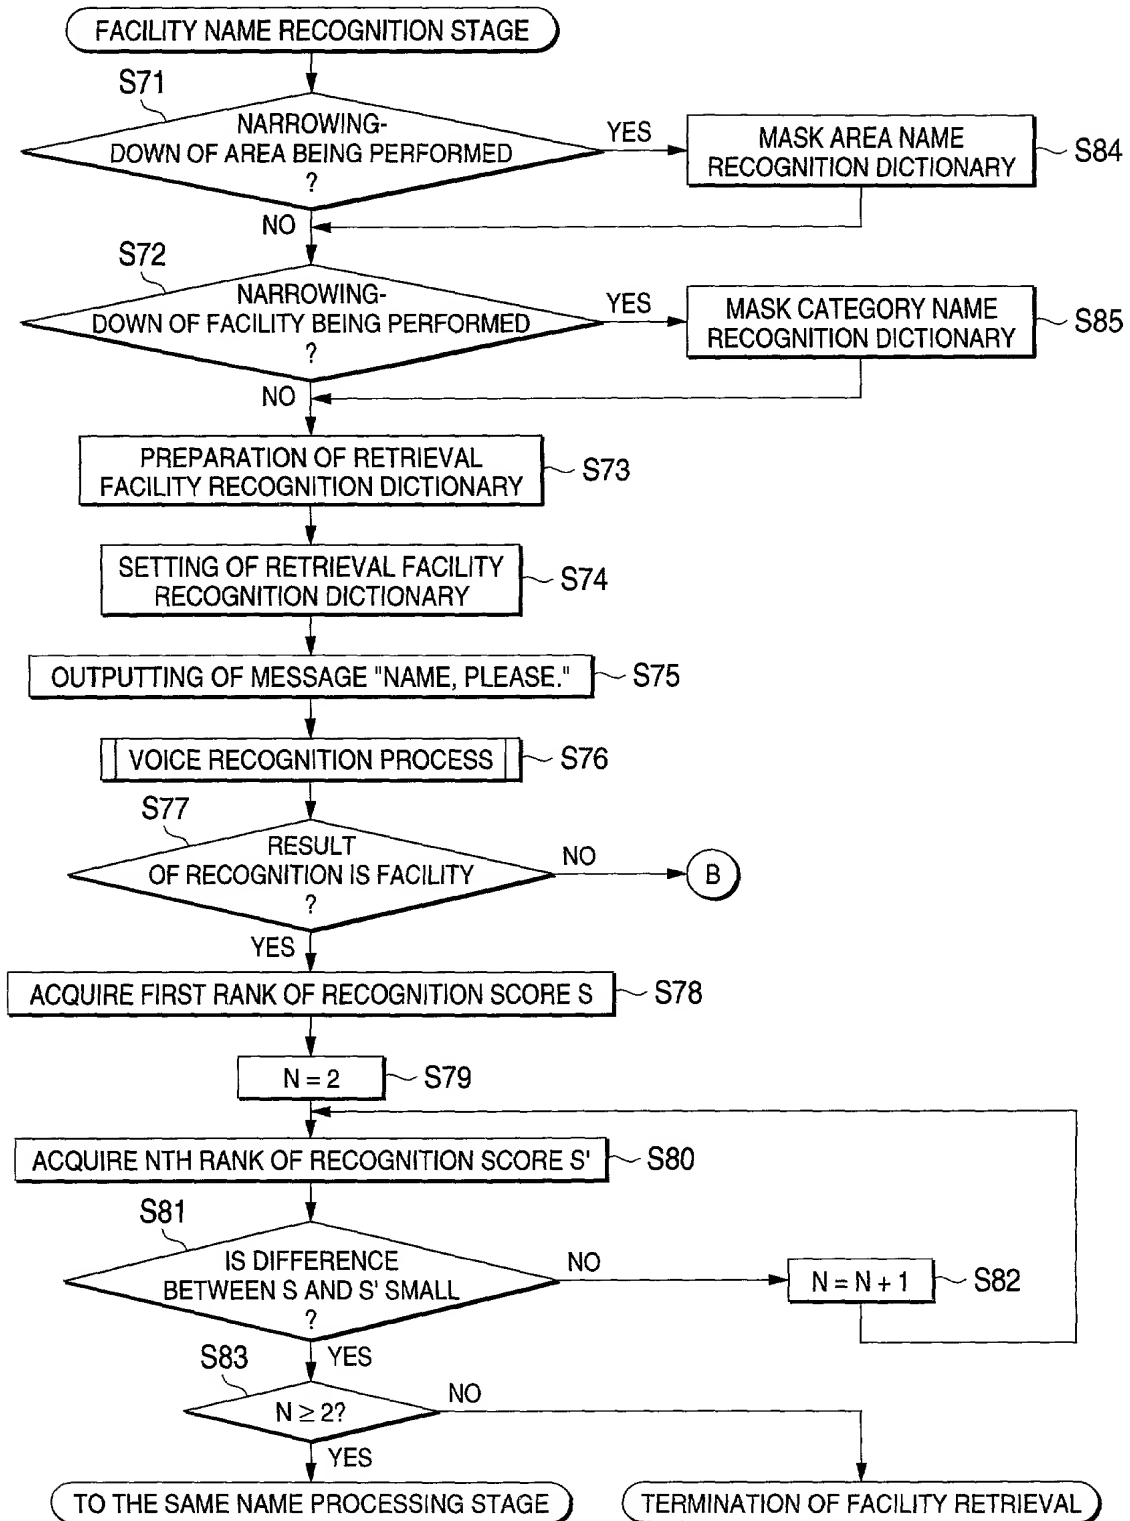 FACILITY NAME RECOGNITION STAGE
S71
NARROWING-
DOWN OF AREA BEING PERFORMED
?
YES
MASK AREA NAME
RECOGNITION DICTIONARY
S84
NO
S72
NARROWING-
DOWN OF FACILITY BEING PERFORMED
?
YES
MASK CATEGORY NAME
RECOGNITION DICTIONARY
S85
NO
PREPARATION OF RETRIEVAL
FACILITY RECOGNITION DICTIONARY
S73
SETTING OF RETRIEVAL FACILITY
RECOGNITION DICTIONARY
S74
OUTPUTTING OF MESSAGE "NAME, PLEASE."
S75
VOICE RECOGNITION PROCESS
S76
S77
RESULT
OF RECOGNITION IS FACILITY
?
NO
B
YES
ACQUIRE FIRST RANK OF RECOGNITION SCORE S
S78
N = 2
S79
ACQUIRE NTH RANK OF RECOGNITION SCORE S'
S80
S81
IS DIFFERENCE
BETWEEN S AND S' SMALL
?
NO
N = N + 1
S82
YES
S83
N ≥ 2?
NO
YES
TO THE SAME NAME PROCESSING STAGE
TERMINATION OF FACILITY RETRIEVAL